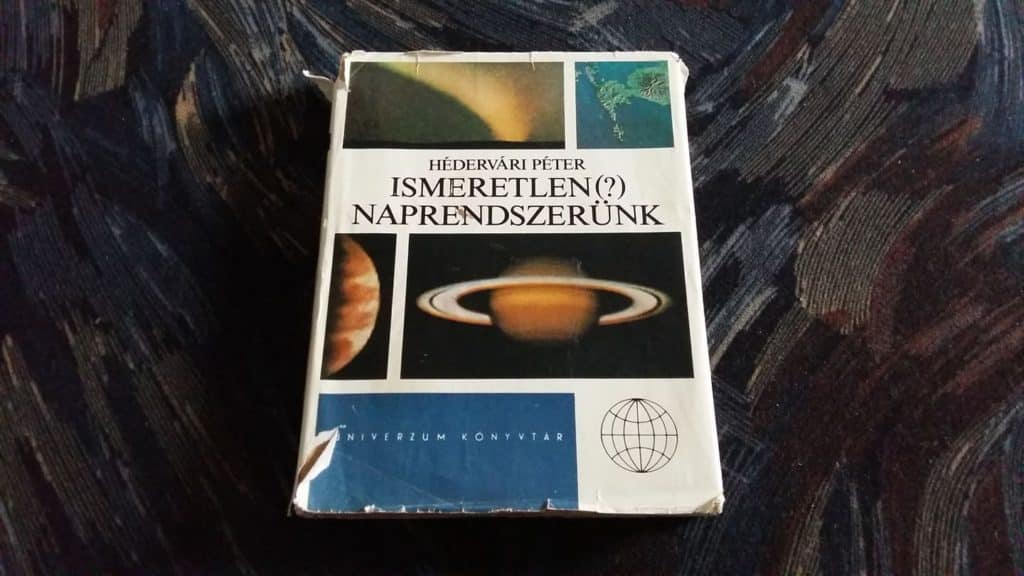 HÉDERVÁRI PÉTER
ISMERETLEN(?)
NAPRENDSZERÜNK
UNIVERZUM KÖNYVTÁR